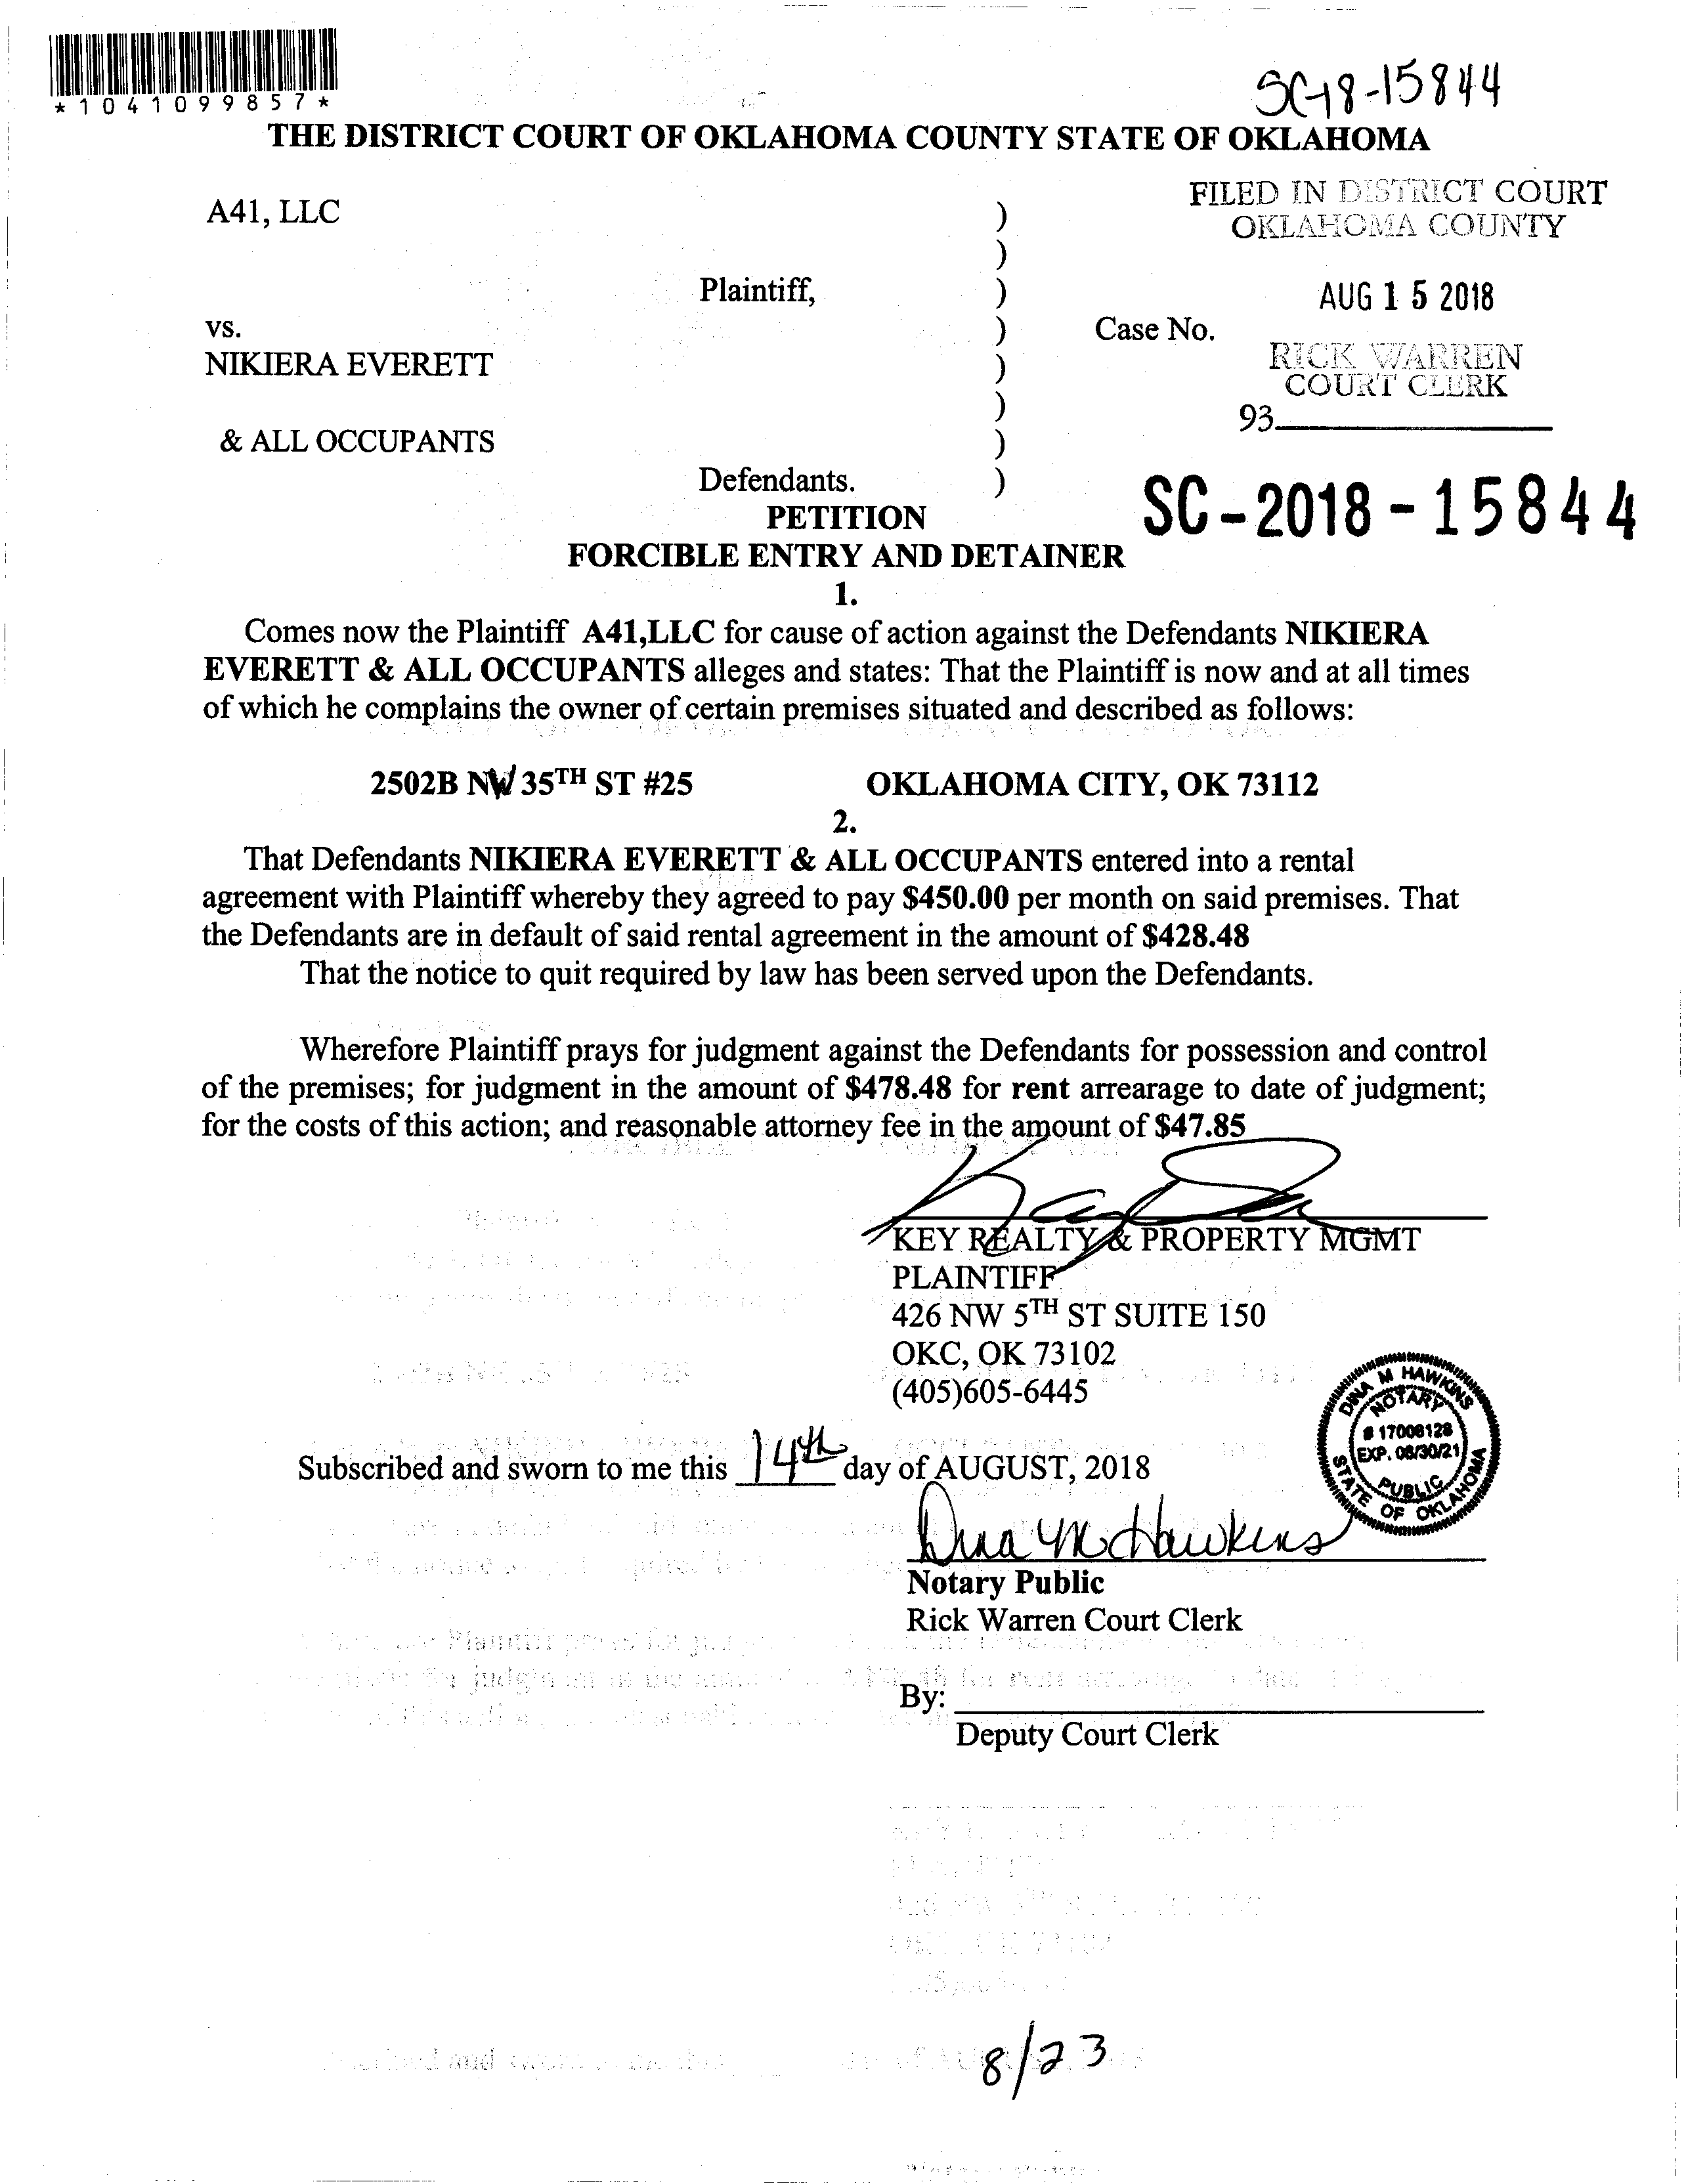 *1041099857*
SC-18-15844
THE DISTRICT COURT OF OKLAHOMA COUNTY STATE OF OKLAHOMA
FILED IN DISTRICT COURT
OKLAHOMA COUNTY
A41, LLC )
)
Plaintiff, )
AUG 15 2018
vs. ) Case No.
NIKIERA EVERETT )
RICK WARREN
COURT CLERK
)
93
& ALL OCCUPANTS )
Defendants. )
SC-2018-15844
PETITION
FORCIBLE ENTRY AND DETAINER
1.
Comes now the Plaintiff A41,LLC for cause of action against the Defendants NIKIERA
EVERETT & ALL OCCUPANTS alleges and states: That the Plaintiff is now and at all times
of which he complains the owner of certain premises situated and described as follows:
2502B NW 35TH ST #25 OKLAHOMA CITY, OK 73112
2.
That Defendants NIKIERA EVERETT & ALL OCCUPANTS entered into a rental
agreement with Plaintiff whereby they agreed to pay $450.00 per month on said premises. That
the Defendants are in default of said rental agreement in the amount of $428.48
That the notice to quit required by law has been served upon the Defendants.
Wherefore Plaintiff prays for judgment against the Defendants for possession and control
of the premises; for judgment in the amount of $478.48 for rent arrearage to date of judgment;
for the costs of this action; and reasonable attorney fee in the amount of $47.85
KEY REALTY & PROPERTY MGMT
PLAINTIFF
426 NW 5TH ST SUITE 150
OKC, OK 73102
(405)605-6445
DINA M HAWKINS
NOTARY
# 17008128
EXP. 08/30/21
PUBLIC
STATE OF OKLAHOMA
Subscribed and sworn to me this 14th day of AUGUST, 2018
Dina M Hawkins
Notary Public
Rick Warren Court Clerk
By:
Deputy Court Clerk
8/23